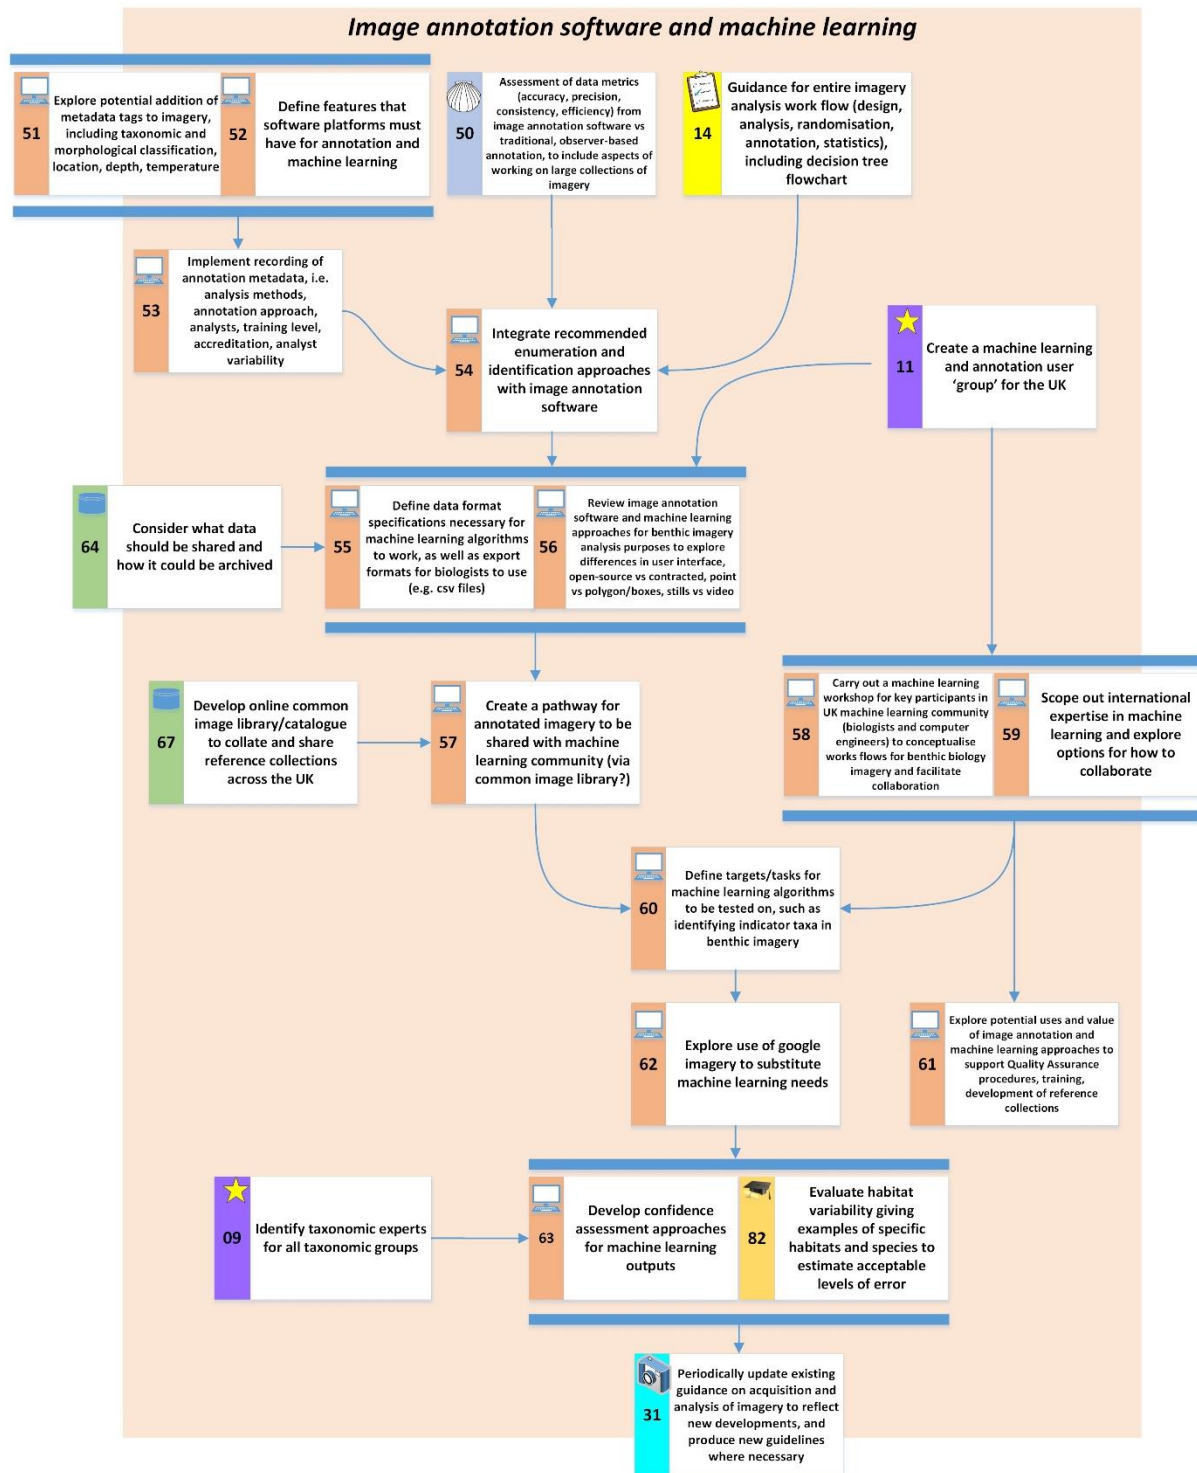 Image annotation software and machine learning
51
Explore potential addition of
metadata tags to imagery,
including taxonomic and
morphological classification,
location, depth, temperature
52
Define features that
software platforms must
have for annotation and
machine learning
50
Assessment of data metrics
(accuracy, precision,
consistency, efficiency) from
image annotation software vs
traditional, observer-based
annotation, to include aspects of
working on large collections of
imagery
14
Guidance for entire imagery
analysis work flow (design,
analysis, randomisation,
annotation, statistics),
including decision tree
flowchart
53
Implement recording of
annotation metadata, i.e.
analysis methods,
annotation approach,
analysts, training level,
accreditation, analyst
variability
54
Integrate recommended
enumeration and
identification approaches
with image annotation
software
11
Create a machine learning
and annotation user
‘group’ for the UK
64
Consider what data
should be shared and
how it could be archived
55
Define data format
specifications necessary for
machine learning algorithms
to work, as well as export
formats for biologists to use
(e.g. csv files)
56
Review image annotation
software and machine learning
approaches for benthic imagery
analysis purposes to explore
differences in user interface,
open-source vs contracted, point
vs polygon/boxes, stills vs video
67
Develop online common
image library/catalogue
to collate and share
reference collections
across the UK
57
Create a pathway for
annotated imagery to be
shared with machine
learning community (via
common image library?)
58
Carry out a machine learning
workshop for key participants in
UK machine learning community
(biologists and computer
engineers) to conceptualise
works flows for benthic biology
imagery and facilitate
collaboration
59
Scope out international
expertise in machine
learning and explore
options for how to
collaborate
60
Define targets/tasks for
machine learning algorithms
to be tested on, such as
identifying indicator taxa in
benthic imagery
62
Explore use of google
imagery to substitute
machine learning needs
61
Explore potential uses and value
of image annotation and
machine learning approaches to
support Quality Assurance
procedures, training,
development of reference
collections
09
Identify taxonomic experts
for all taxonomic groups
63
Develop confidence
assessment approaches
for machine learning
outputs
82
Evaluate habitat
variability giving
examples of specific
habitats and species to
estimate acceptable
levels of error
31
Periodically update existing
guidance on acquisition and
analysis of imagery to reflect
new developments, and
produce new guidelines
where necessary